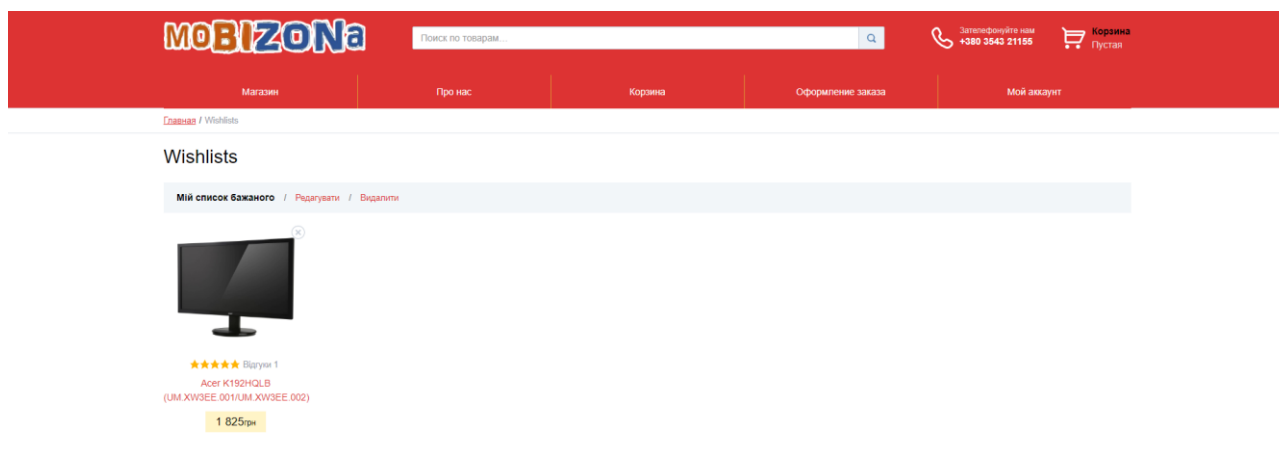 MOBIZONa
Поиск по товарам...
Зателефонуйте нам
+380 3543 21155
Корзина
Пустая
Магазин
Про нас
Корзина
Оформление заказа
Мой аккаунт
Главная / Wishlists
Wishlists
Мій список бажаного / Редагувати / Видалити
Відгуки 1
Acer K192HQLB
(UM.XW3EE.001/UM.XW3EE.002)
1 825грн